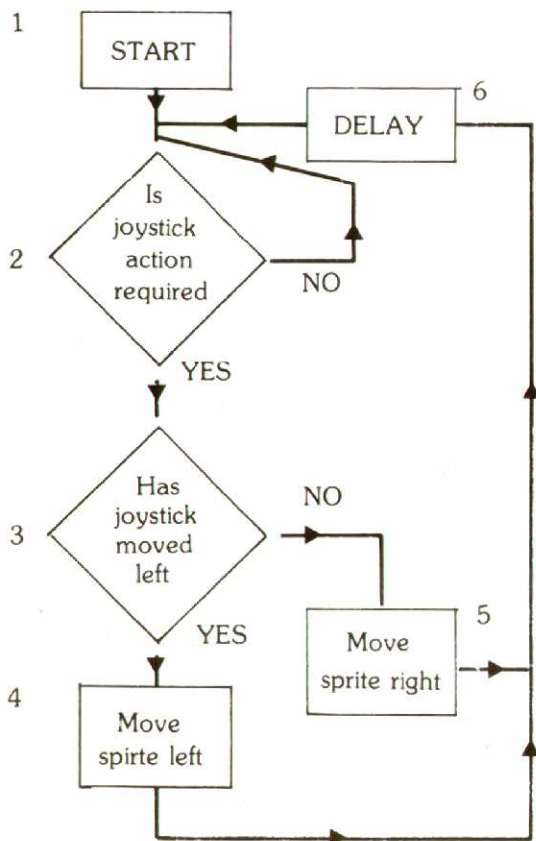 1
START
6
DELAY
2
Is
joystick
action
required
NO
YES
3
Has
joystick
moved
left
NO
YES
5
Move
sprite right
4
Move
spirte left